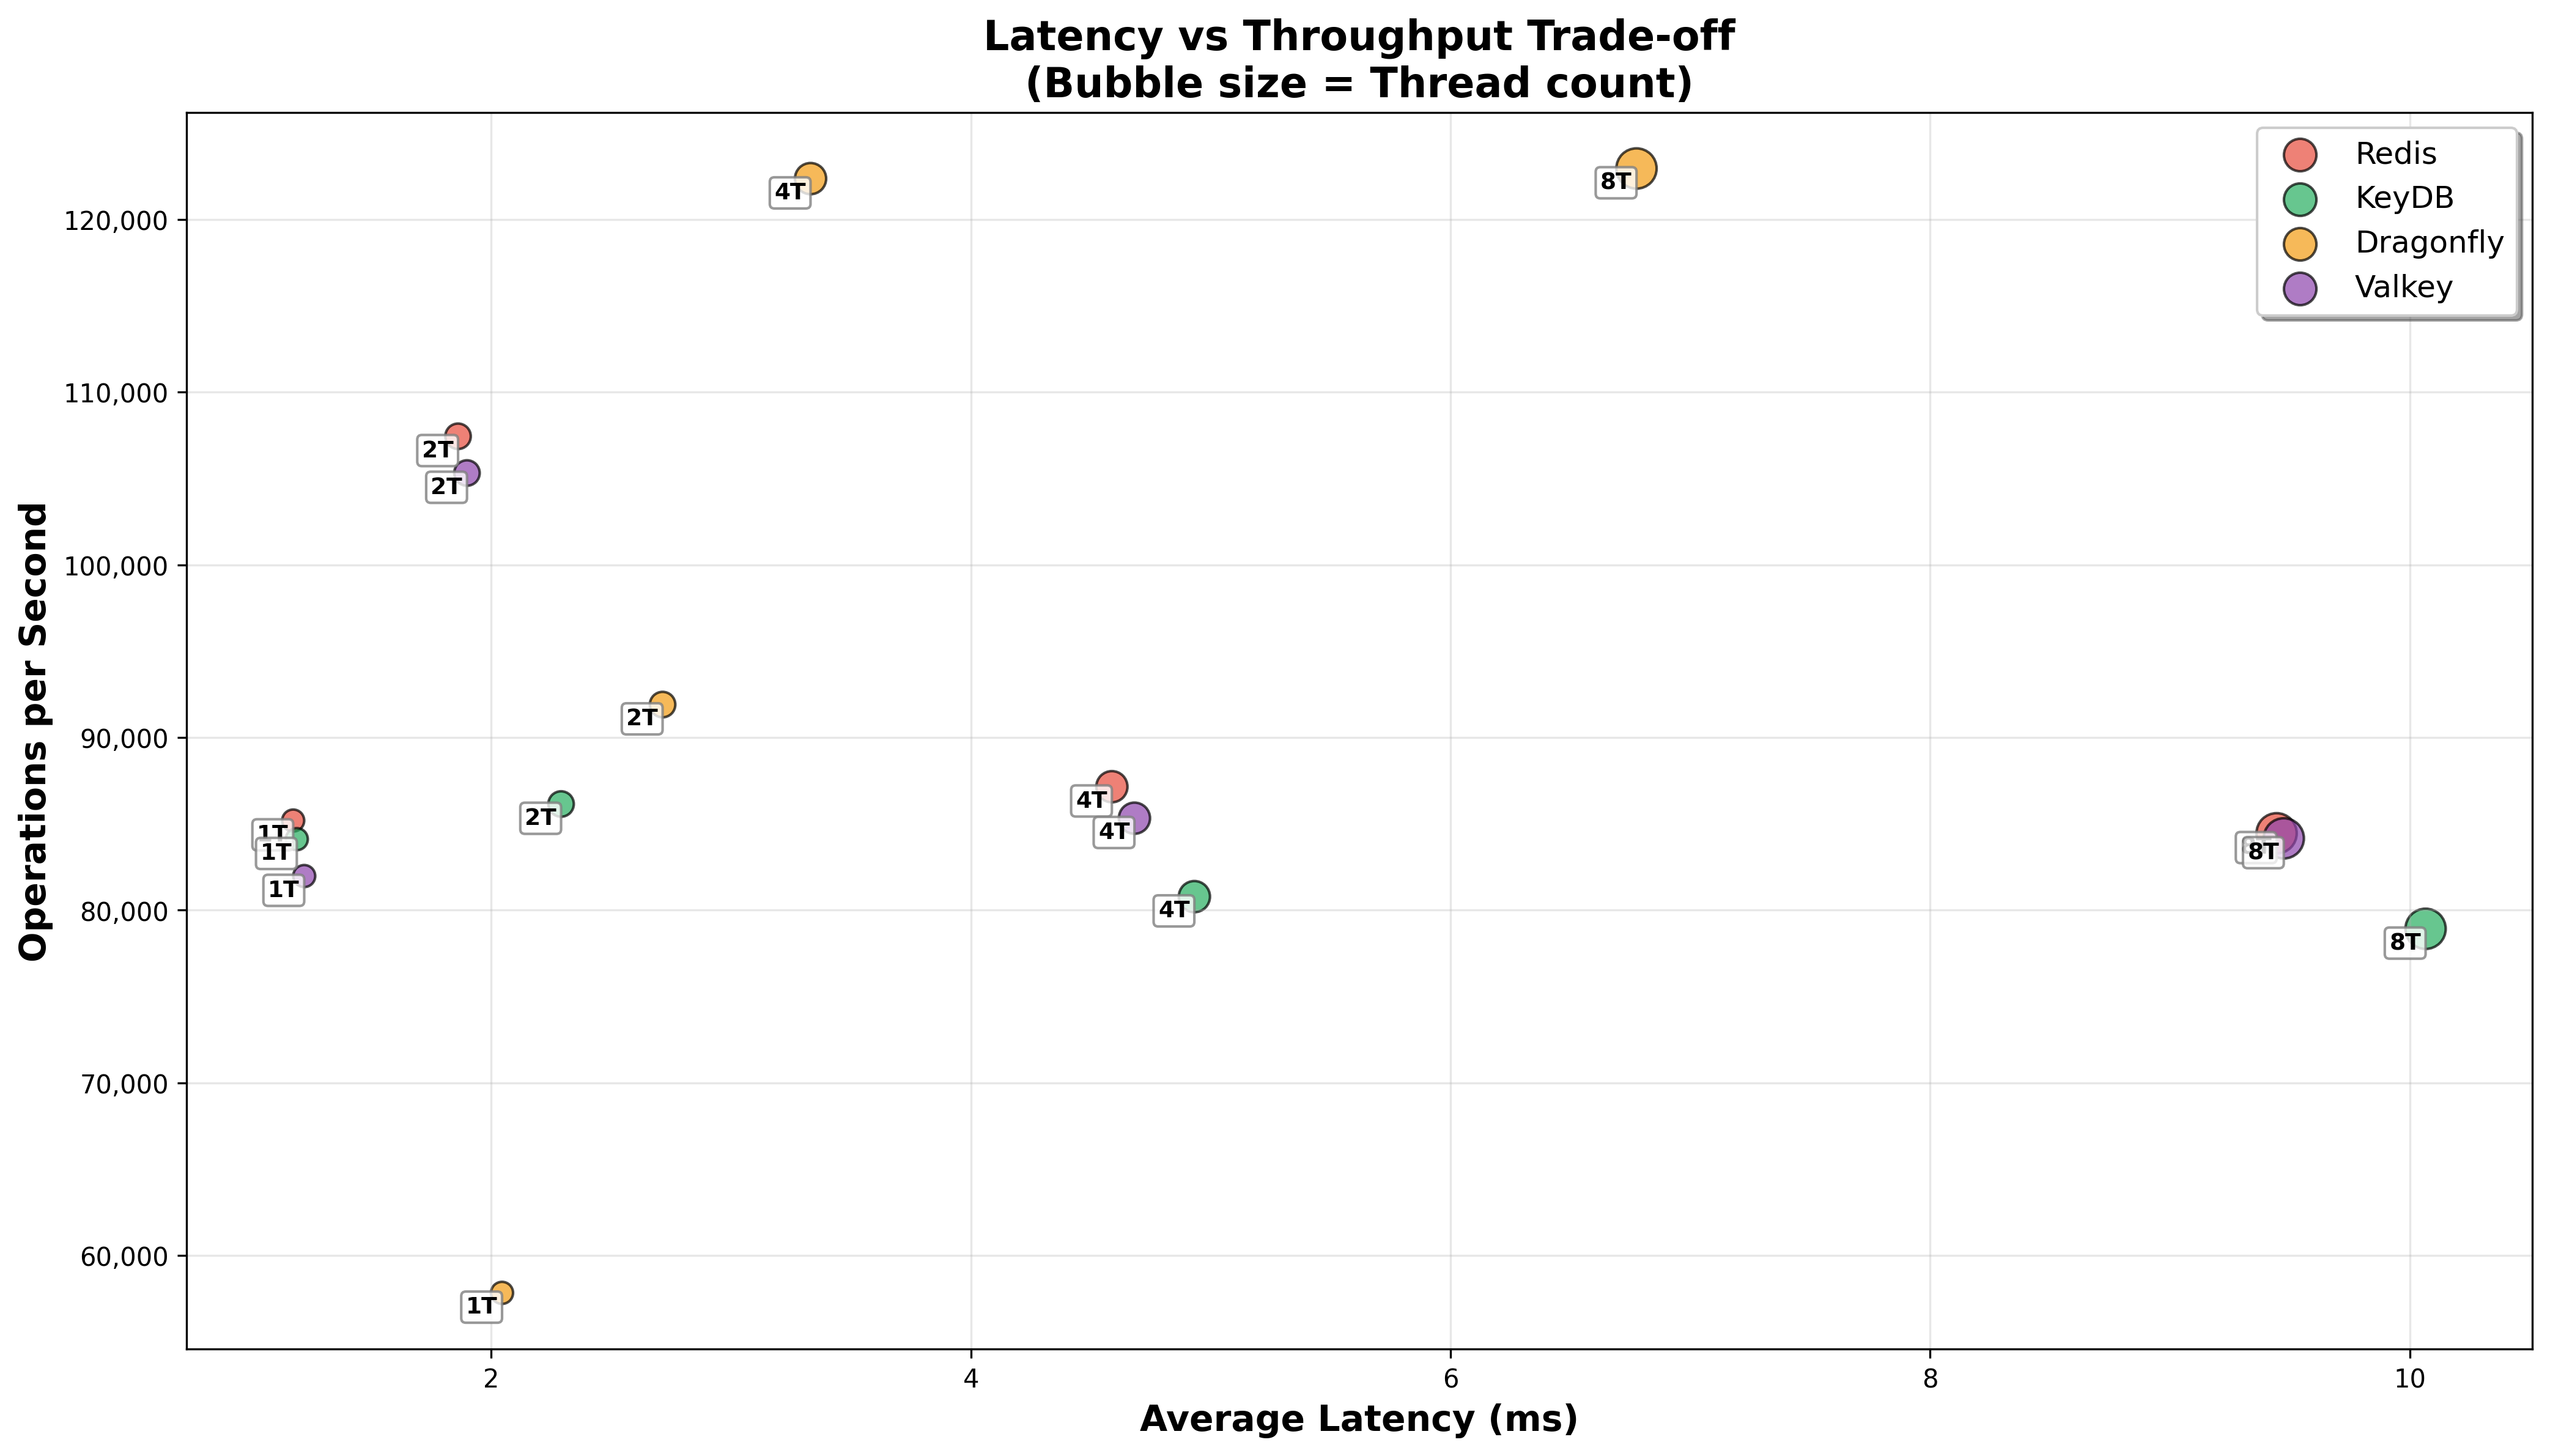 Latency vs Throughput Trade-off
(Bubble size = Thread count)
Redis
KeyDB
Dragonfly
Valkey
Operations per Second
120,000
110,000
100,000
90,000
80,000
70,000
60,000
4T
8T
2T
2T
2T
2T
1T
1T
1T
4T
4T
4T
8T
8T
1T
2
4
6
8
10
Average Latency (ms)